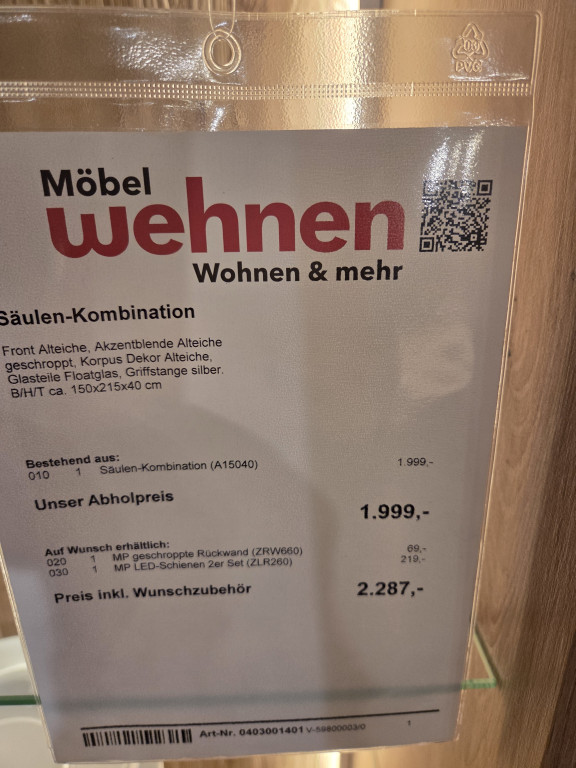 Möbel
wehnen
Wohnen & mehr
Säulen-Kombination
Front Alteiche, Akzentblende Alteiche
geschroppt, Korpus Dekor Alteiche,
Glasteile Floatglas, Griffstange silber.
B/H/T ca. 150x215x40 cm
Bestehend aus:
010 1 Säulen-Kombination (A15040) 1.999,-
Unser Abholpreis 1.999,-
Auf Wunsch erhältlich:
020 1 MP geschroppte Rückwand (ZRW660) 69,-
030 1 MP LED-Schienen 2er Set (ZLR260) 219,-
Preis inkl. Wunschzubehör 2.287,-
Art-Nr. 0403001401 V-59800003/0 1